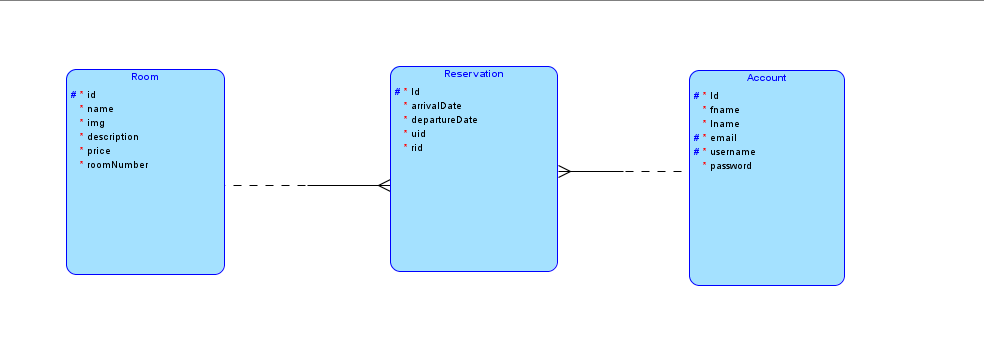 Room
# * id
* name
* img
* description
* price
* roomNumber
Reservation
# * Id
* arrivalDate
* departureDate
* uid
* rid
Account
# * Id
* fname
* lname
# * email
# * username
* password